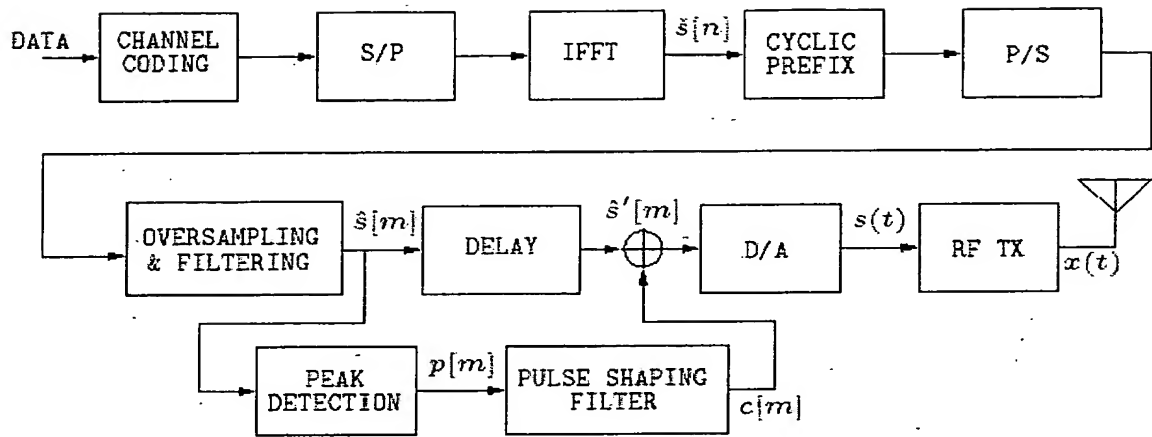 DATA
CHANNEL
CODING
S/P
IFFT
š[n]
CYCLIC
PREFIX
P/S
OVERSAMPLING
& FILTERING
ŝ[m]
DELAY
ŝ'[m]
D/A
s(t)
RF TX
x(t)
PEAK
DETECTION
p[m]
PULSE SHAPING
FILTER
c[m]